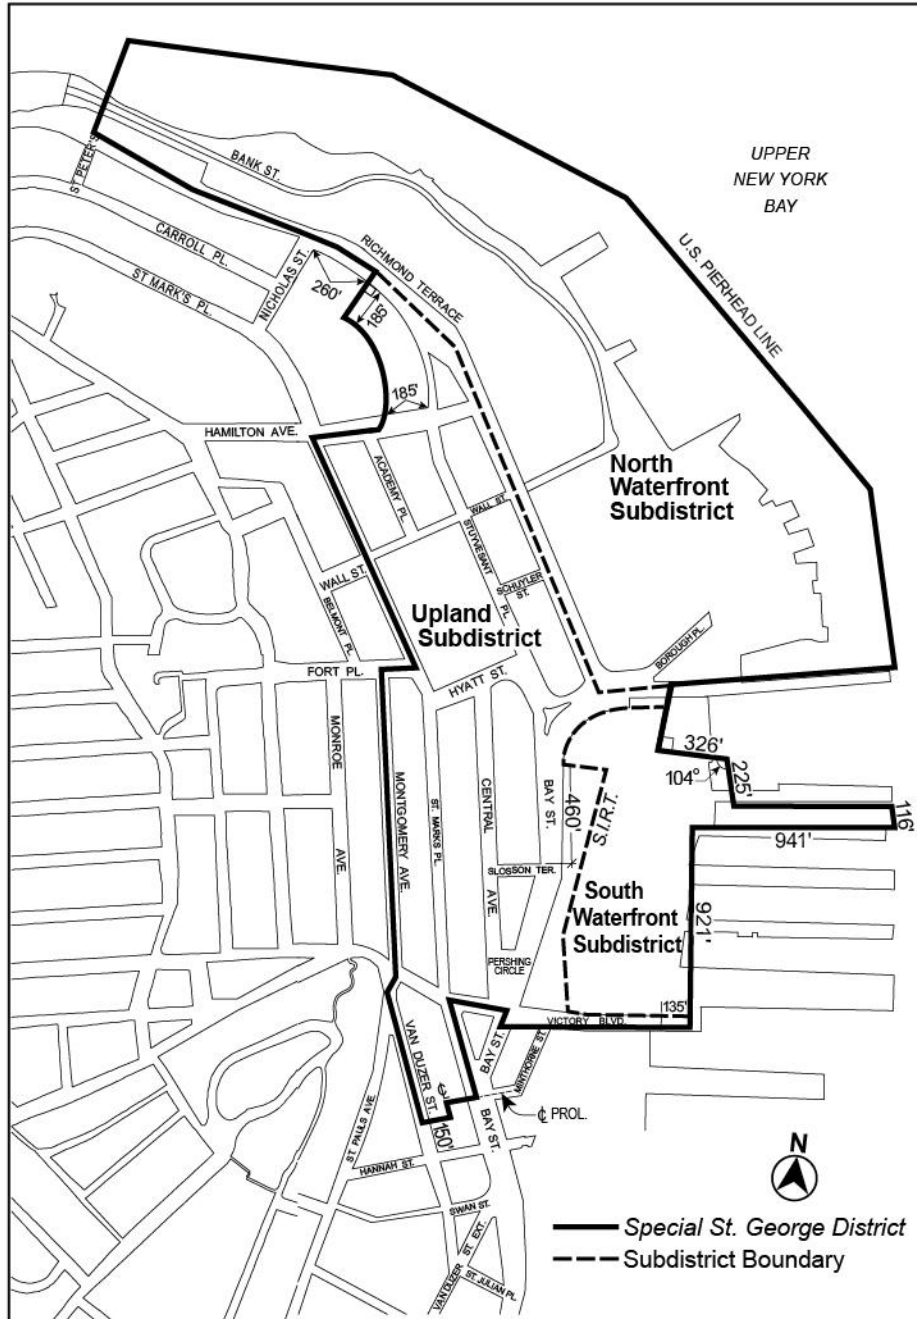 UPPER
NEW YORK
BAY
U.S. PIERHEAD LINE
BANK ST.
ST PETER'S
CARROLL PL.
ST MARK'S PL.
NICHOLAS ST.
RICHMOND TERRACE
260'
185'
185'
HAMILTON AVE.
ACADEMY PL.
WALL ST.
STUYVESANT
PL.
SCHUYLER
ST.
North
Waterfront
Subdistrict
WALL ST.
BELMONT PL.
Upland
Subdistrict
BOROUGH PL.
FORT PL.
HYATT ST.
MONROE
AVE.
MONTGOMERY AVE.
ST. MARKS PL.
CENTRAL
AVE.
BAY ST.
460'
S.I.R.T.
326'
104°
225'
116'
941'
921'
SLOSSON TER.
South
Waterfront
Subdistrict
PERSHING
CIRCLE
135'
VICTORY BLVD.
VAN DUZER ST.
BAY ST.
MINTHORNE ST.
℄ PROL.
150'
BAY ST.
ST. PAULS AVE.
HANNAH ST.
SWAN ST.
VAN DUZER ST. EXT.
ST. JULIAN PL.
N
Special St. George District
Subdistrict Boundary